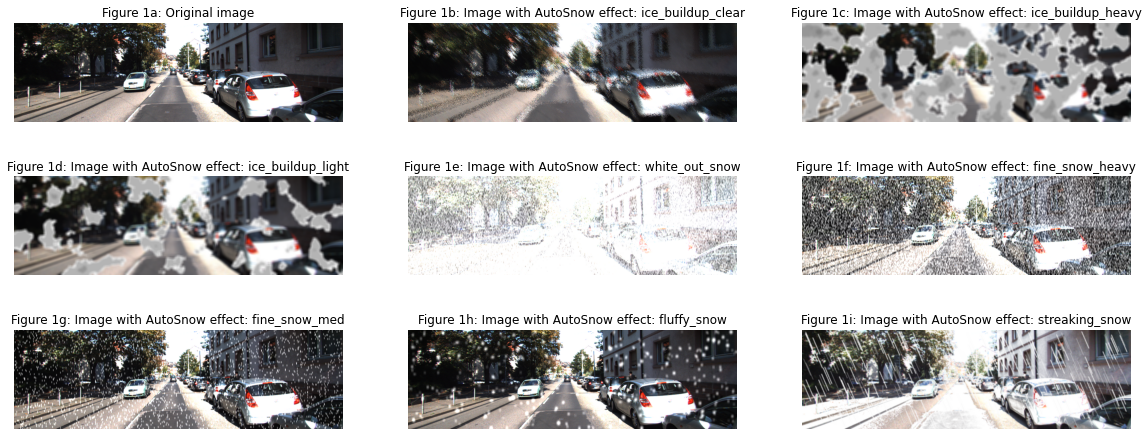 Figure 1a: Original image
Figure 1b: Image with AutoSnow effect: ice_buildup_clear
Figure 1c: Image with AutoSnow effect: ice_buildup_heavy
Figure 1d: Image with AutoSnow effect: ice_buildup_light
Figure 1e: Image with AutoSnow effect: white_out_snow
Figure 1f: Image with AutoSnow effect: fine_snow_heavy
Figure 1g: Image with AutoSnow effect: fine_snow_med
Figure 1h: Image with AutoSnow effect: fluffy_snow
Figure 1i: Image with AutoSnow effect: streaking_snow